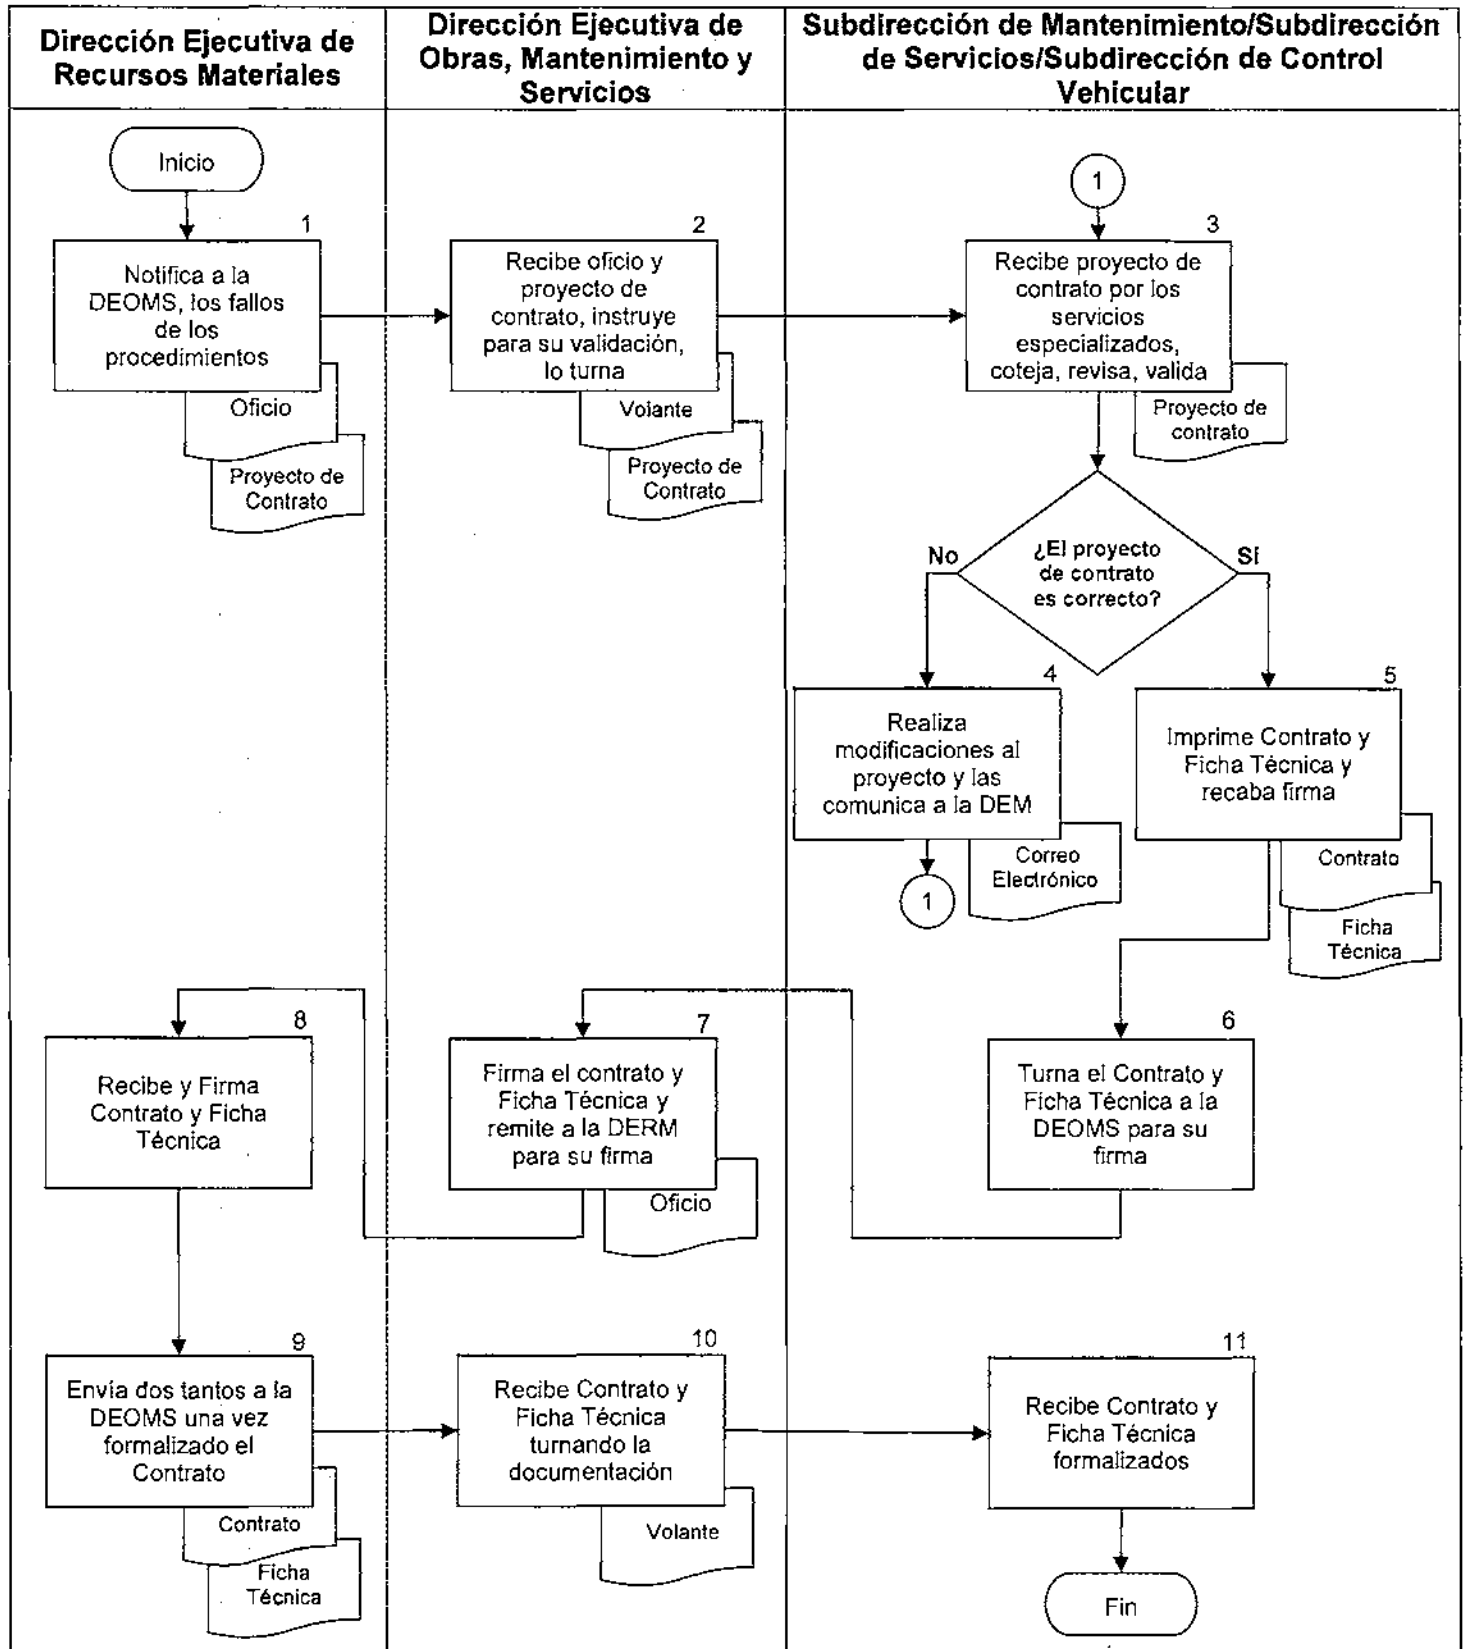 Dirección Ejecutiva de
Recursos Materiales
Dirección Ejecutiva de
Obras, Mantenimiento y
Servicios
Subdirección de Mantenimiento/Subdirección
de Servicios/Subdirección de Control
Vehicular
Inicio
1
Notifica a la
DEOMS, los fallos
de los
procedimientos
Oficio
Proyecto de
Contrato
2
Recibe oficio y
proyecto de
contrato, instruye
para su validación,
lo turna
Volante
Proyecto de
Contrato
1
3
Recibe proyecto de
contrato por los
servicios
especializados,
coteja, revisa, valida
Proyecto de
contrato
¿El proyecto
de contrato
es correcto?
No
Sí
4
Realiza
modificaciones al
proyecto y las
comunica a la DEM
Correo
Electrónico
1
5
Imprime Contrato y
Ficha Técnica y
recaba firma
Contrato
Ficha
Técnica
6
Turna el Contrato y
Ficha Técnica a la
DEOMS para su
firma
7
Firma el contrato y
Ficha Técnica y
remite a la DERM
para su firma
Oficio
8
Recibe y Firma
Contrato y Ficha
Técnica
9
Envía dos tantos a la
DEOMS una vez
formalizado el
Contrato
Contrato
Ficha
Técnica
10
Recibe Contrato y
Ficha Técnica
turnando la
documentación
Volante
11
Recibe Contrato y
Ficha Técnica
formalizados
Fin